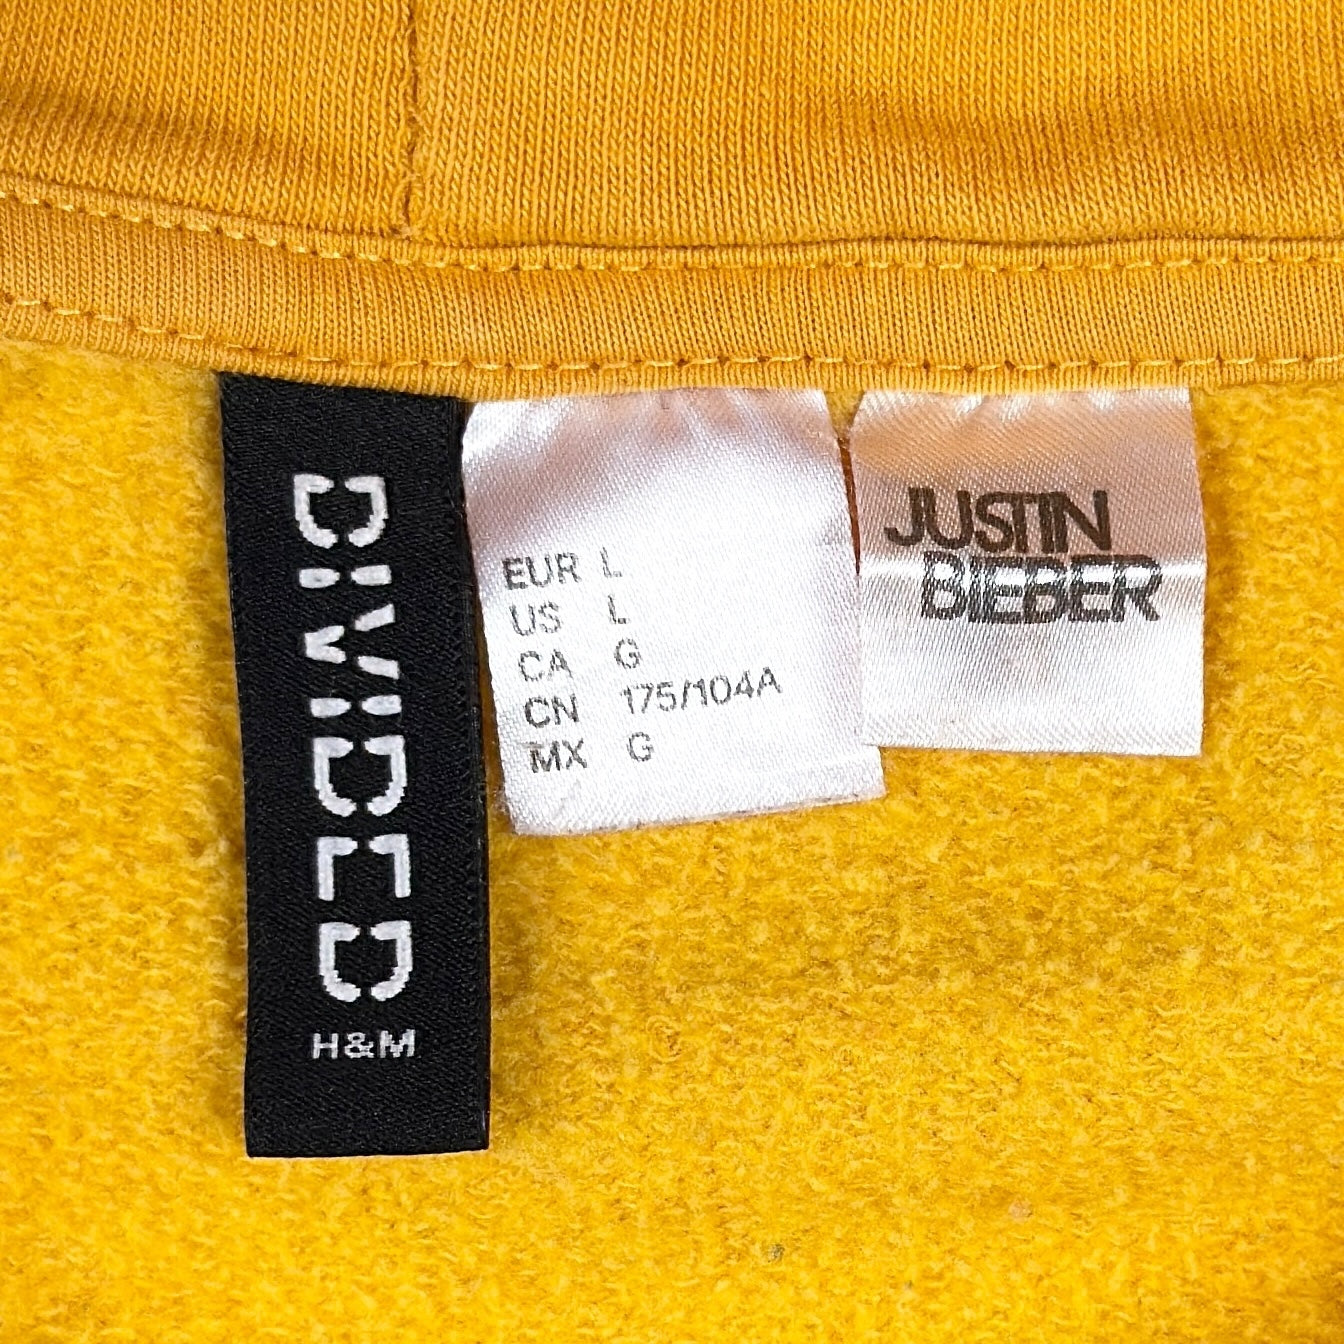 DIVIDED
H&M
EUR L
US L
CA G
CN 175/104A
MX G
JUSTIN
BIEBER